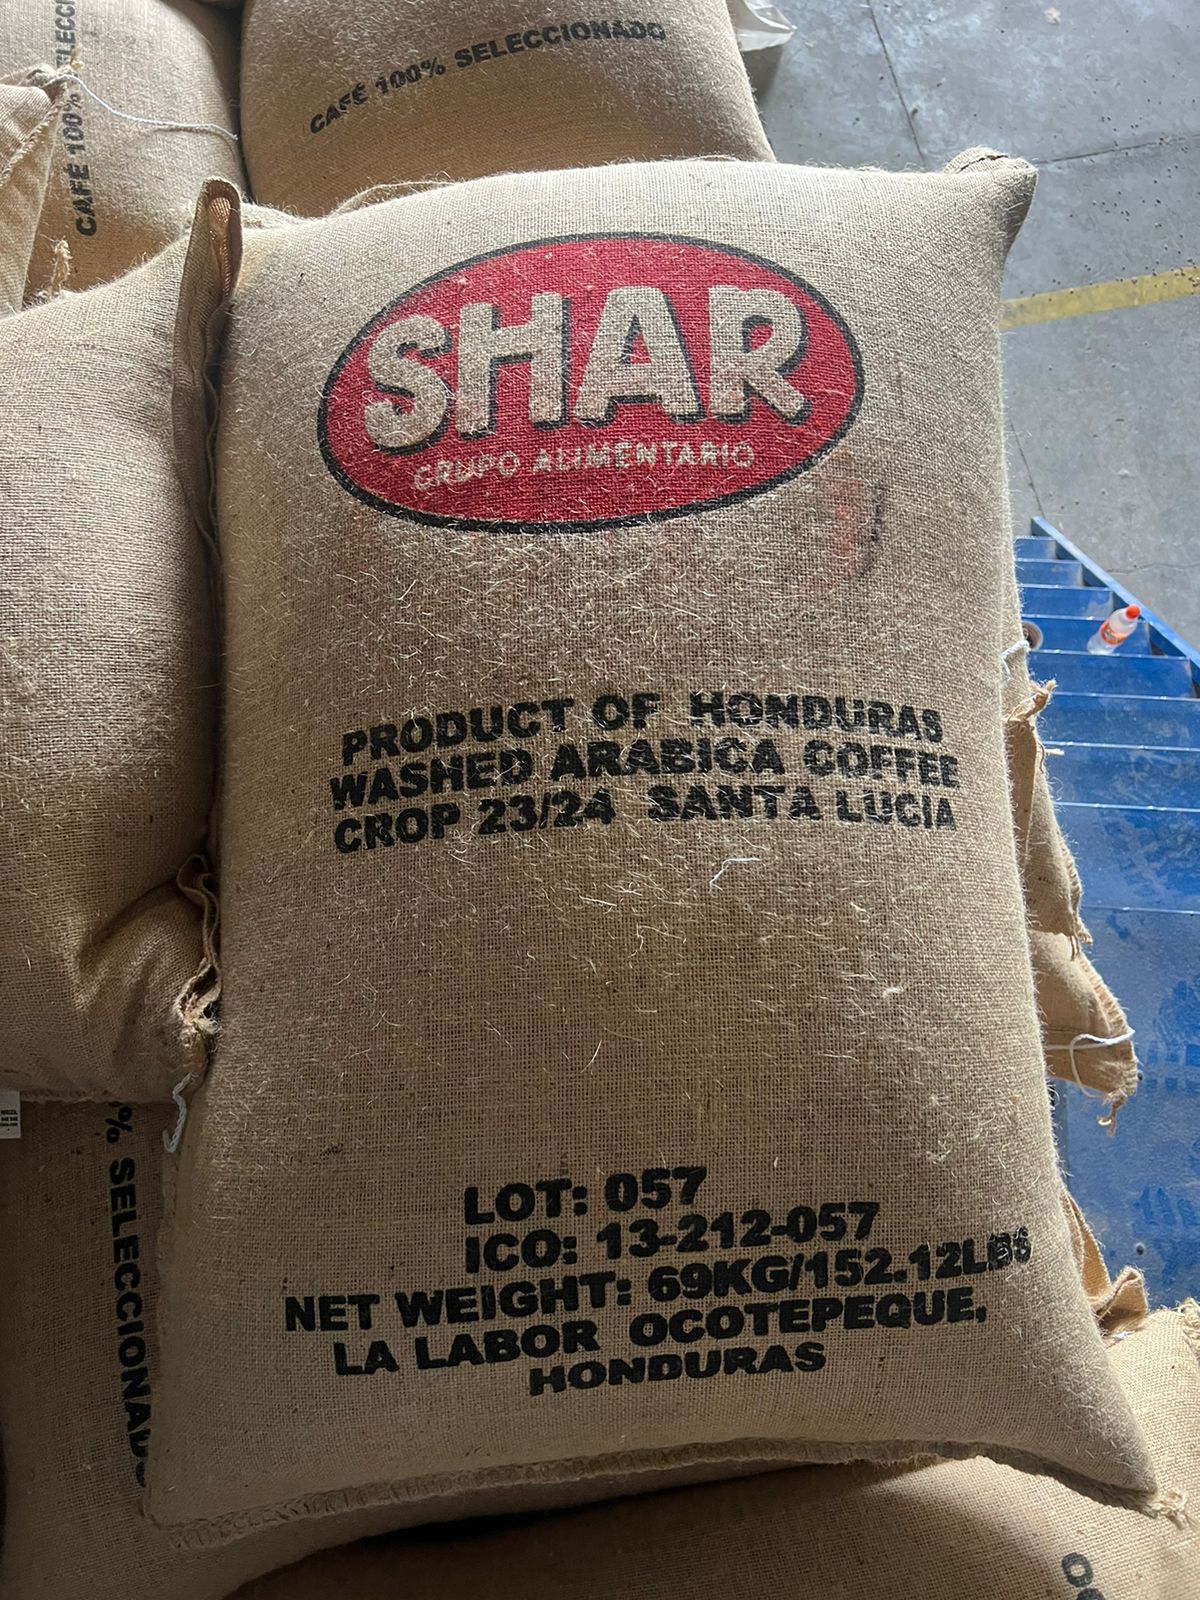 CAFÉ 100% SELECCIONADO
CAFÉ 100%
SHAR
GRUPO ALIMENTARIO
PRODUCT OF HONDURAS
WASHED ARABICA COFFEE
CROP 23/24 SANTA LUCIA
LOT: 057
ICO: 13-212-057
NET WEIGHT: 69KG/152.12LBS
LA LABOR OCOTEPEQUE,
HONDURAS
% SELECCIONADO